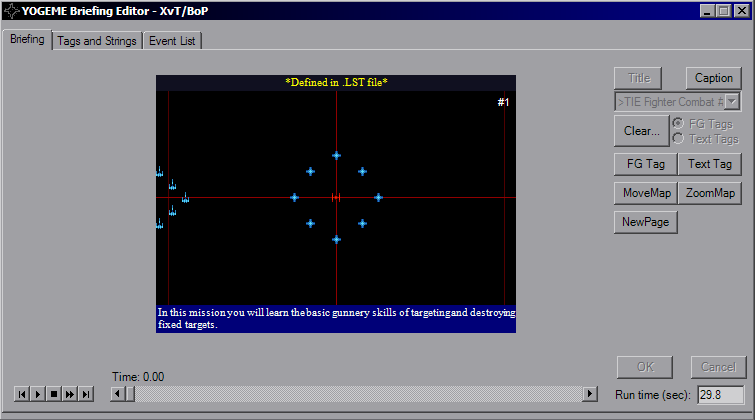 YOGEME Briefing Editor - XvT/BoP
Briefing
Tags and Strings
Event List
*Defined in .LST file*
#1
In this mission you will learn the basic gunnery skills of targeting and destroying
fixed targets.
Title
Caption
>TIE Fighter Combat #
Clear...
FG Tags
Text Tags
FG Tag
Text Tag
MoveMap
ZoomMap
NewPage
OK
Cancel
Time: 0.00
Run time (sec):
29.8